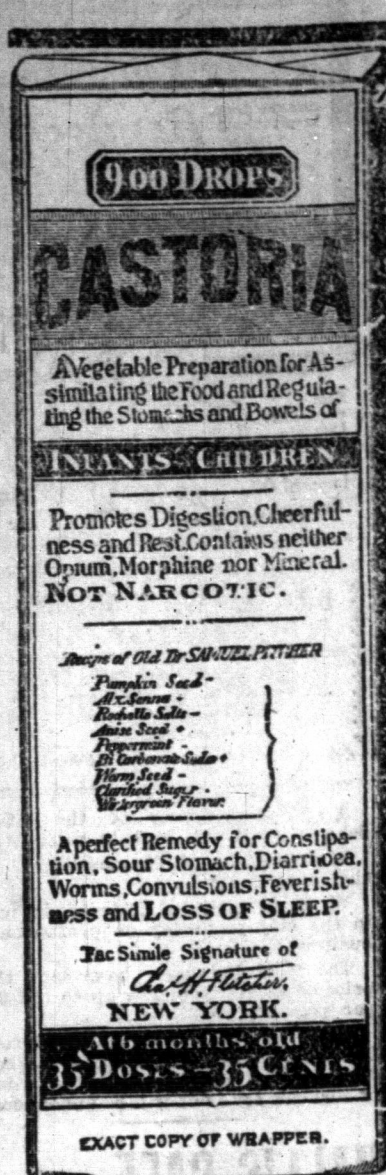 900 DROPS
CASTORIA
A Vegetable Preparation for As-
similating the Food and Regula-
ting the Stomachs and Bowels of
INFANTS CHILDREN
Promotes Digestion, Cheerful-
ness and Rest. Contains neither
Opium, Morphine nor Mineral.
NOT NARCOTIC.
Recipe of Old Dr SAMUEL PITCHER
Pumpkin Seed -
Alx Senna +
Rochelle Salts -
Anise Seed +
Peppermint -
Bi Carbonate Soda +
Worm Seed -
Clarified Sugar .
Wintergreen Flavor.
A perfect Remedy for Constipa-
tion, Sour Stomach, Diarrhoea,
Worms, Convulsions, Feverish-
ness and LOSS OF SLEEP.
Fac Simile Signature of
Chas. H. Fletcher.
NEW YORK.
At 6 months old
35 DOSES - 35 CENTS
EXACT COPY OF WRAPPER.